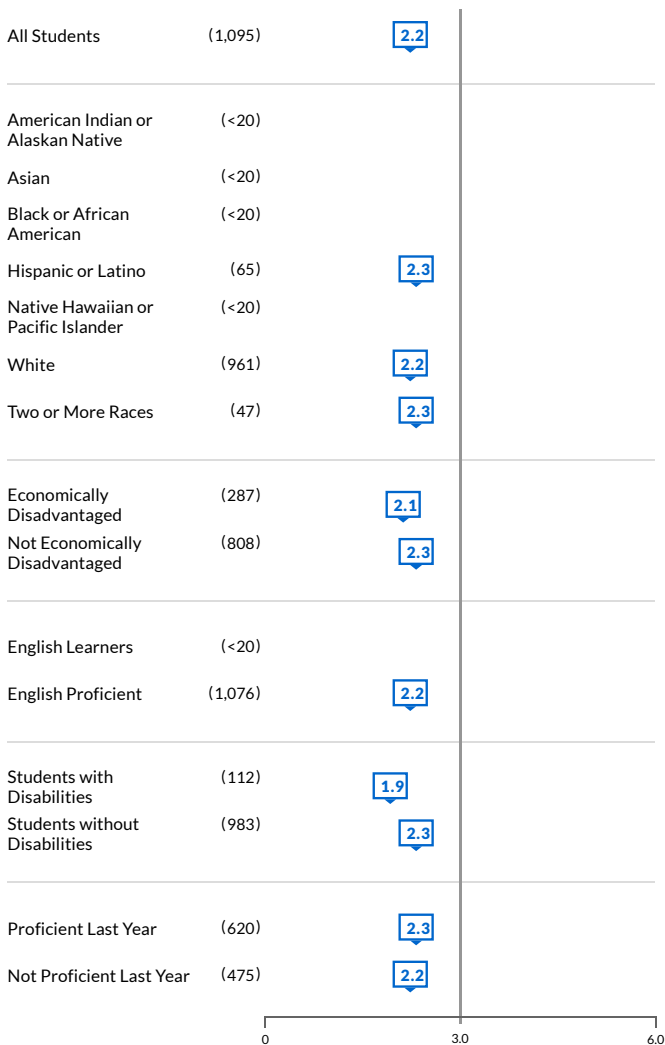 All Students (1,095) 2.2
American Indian or (<20)
Alaskan Native
Asian (<20)
Black or African (<20)
American
Hispanic or Latino (65) 2.3
Native Hawaiian or (<20)
Pacific Islander
White (961) 2.2
Two or More Races (47) 2.3
Economically (287) 2.1
Disadvantaged
Not Economically (808) 2.3
Disadvantaged
English Learners (<20)
English Proficient (1,076) 2.2
Students with (112) 1.9
Disabilities
Students without (983) 2.3
Disabilities
Proficient Last Year (620) 2.3
Not Proficient Last Year (475) 2.2
0 3.0 6.0